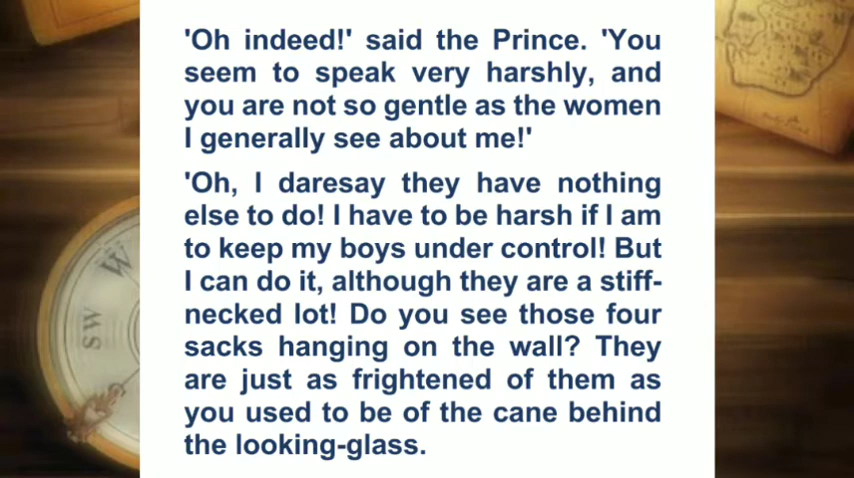 'Oh indeed!' said the Prince. 'You
seem to speak very harshly, and
you are not so gentle as the women
I generally see about me!'
'Oh, I daresay they have nothing
else to do! I have to be harsh if I am
to keep my boys under control! But
I can do it, although they are a stiff-
necked lot! Do you see those four
sacks hanging on the wall? They
are just as frightened of them as
you used to be of the cane behind
the looking-glass.
W
SW